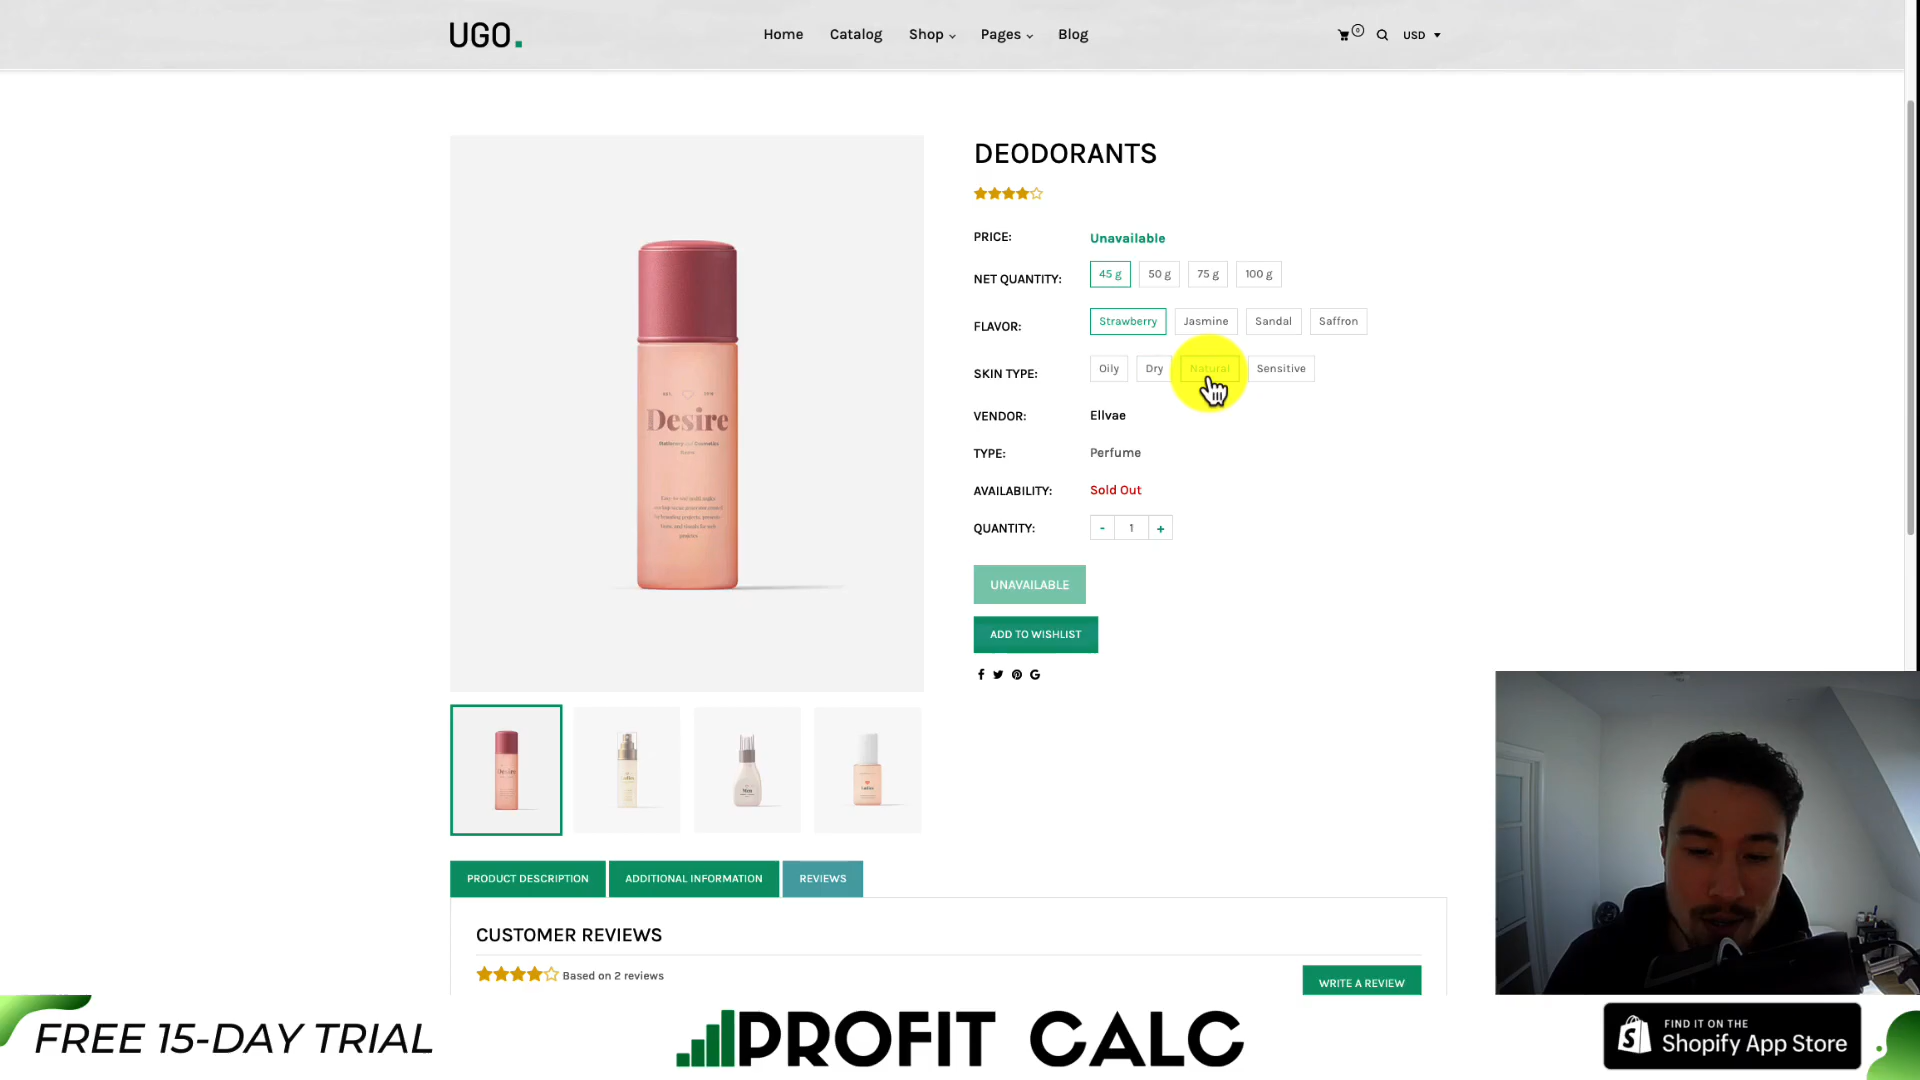 UGO.
Home Catalog Shop Pages Blog
0
USD
DEODORANTS
PRICE: Unavailable
NET QUANTITY: 45 g 50 g 75 g 100 g
FLAVOR: Strawberry Jasmine Sandal Saffron
SKIN TYPE: Oily Dry Natural Sensitive
VENDOR: Ellvae
TYPE: Perfume
AVAILABILITY: Sold Out
QUANTITY: - 1 +
UNAVAILABLE
ADD TO WISHLIST
Desire
PRODUCT DESCRIPTION ADDITIONAL INFORMATION REVIEWS
CUSTOMER REVIEWS
Based on 2 reviews
WRITE A REVIEW
FREE 15-DAY TRIAL
PROFIT CALC
FIND IT ON THE
Shopify App Store